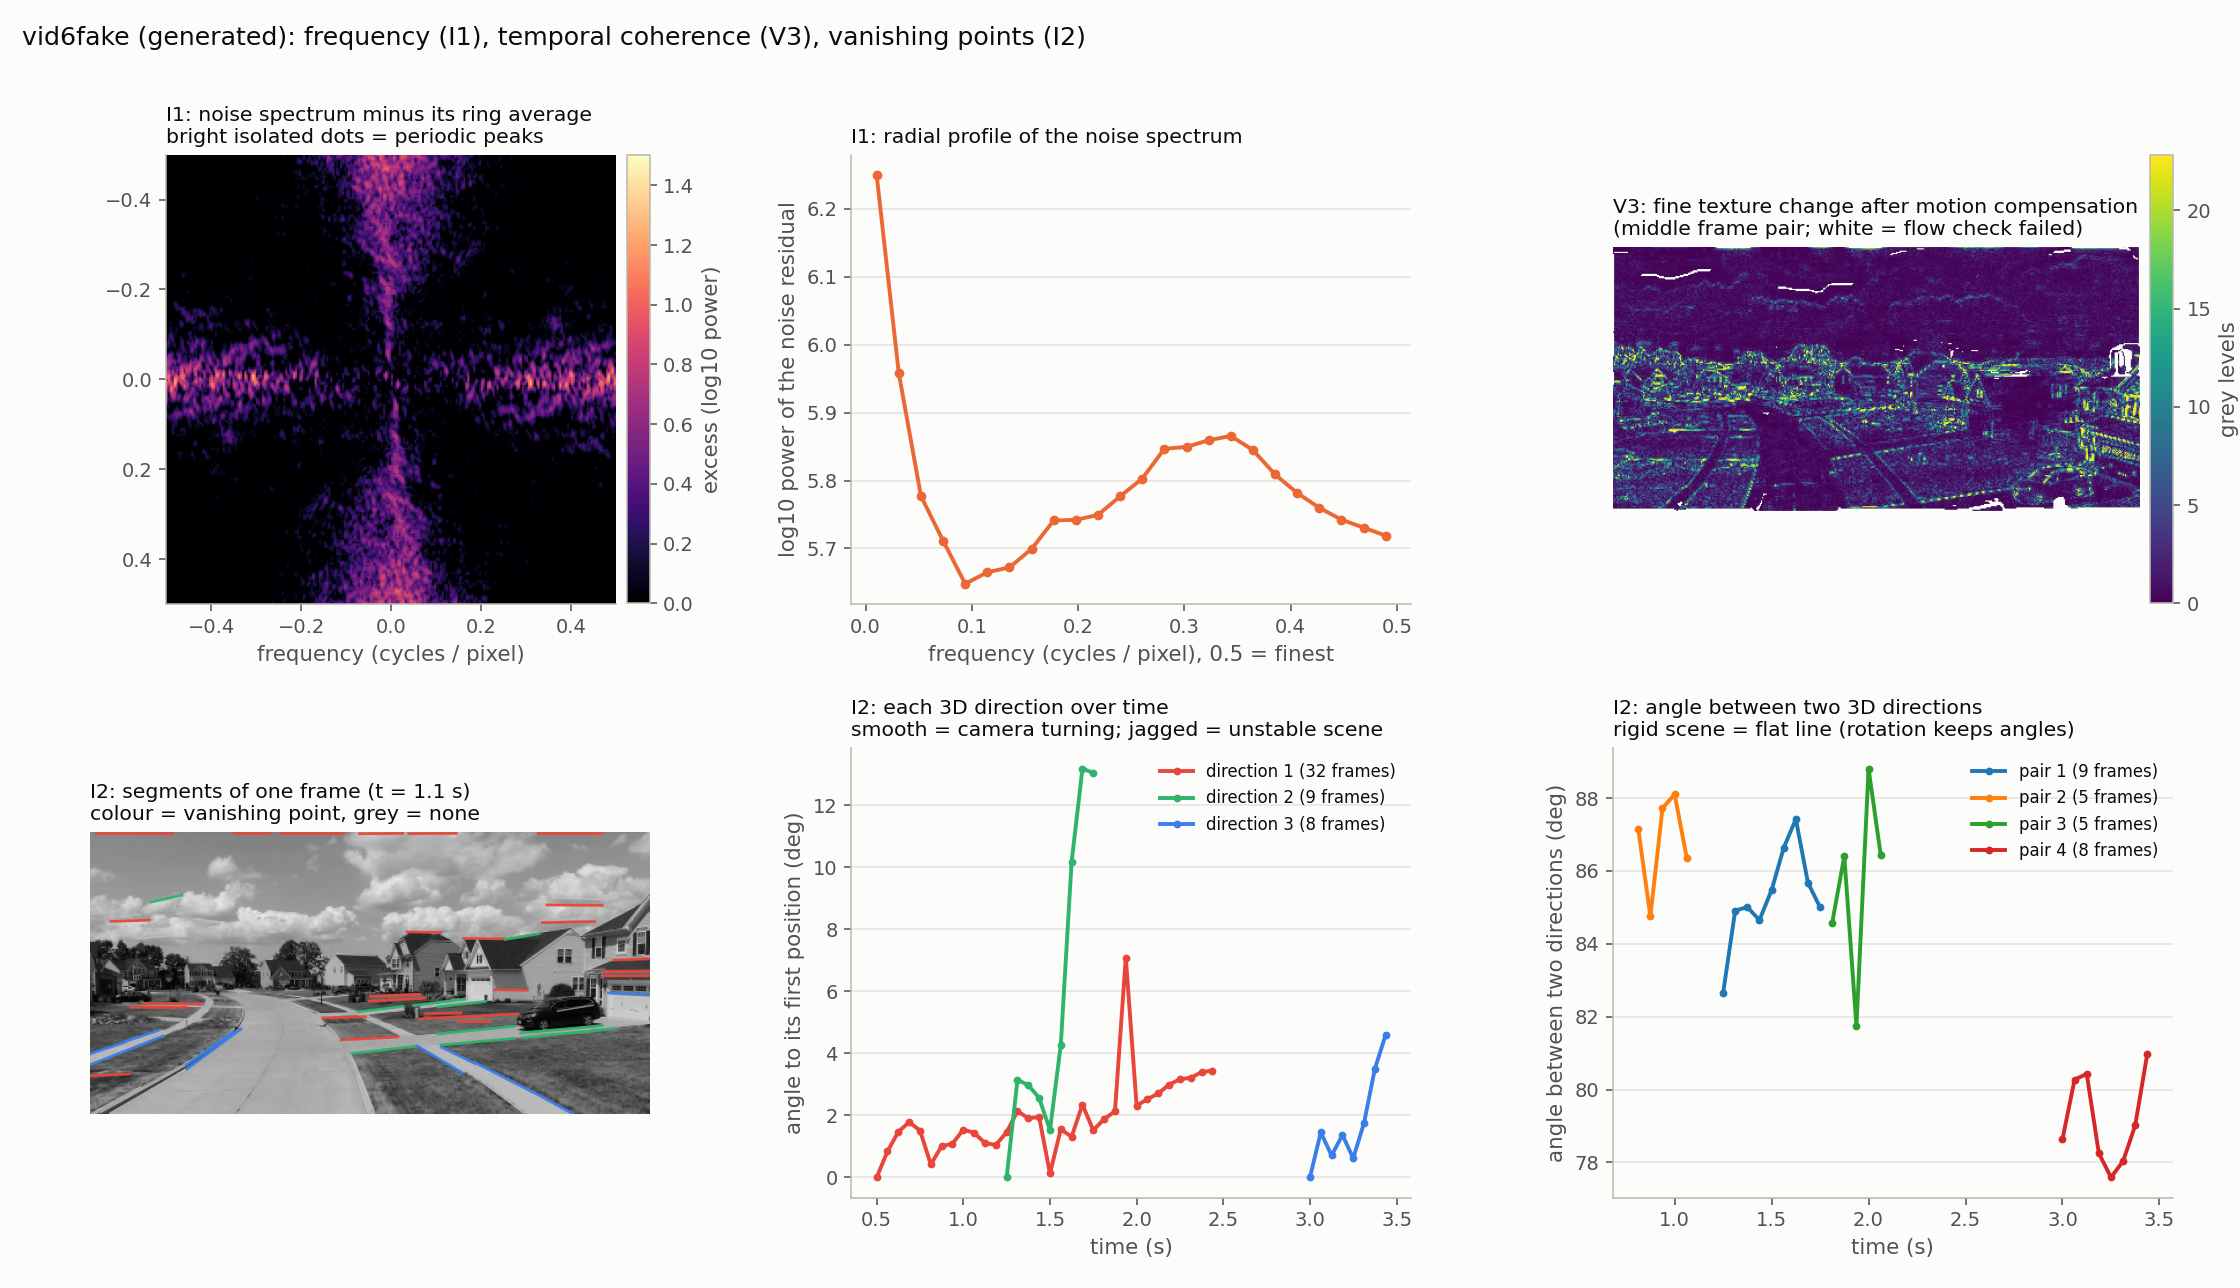 vid6fake (generated): frequency (I1), temporal coherence (V3), vanishing points (I2)
I1: noise spectrum minus its ring average
bright isolated dots = periodic peaks
−0.4
−0.2
0.0
0.2
0.4
−0.4
−0.2
0.0
0.2
0.4
frequency (cycles / pixel)
1.4
1.2
1.0
0.8
0.6
0.4
0.2
0.0
excess (log10 power)
I1: radial profile of the noise spectrum
log10 power of the noise residual
6.2
6.1
6.0
5.9
5.8
5.7
0.0
0.1
0.2
0.3
0.4
0.5
frequency (cycles / pixel), 0.5 = finest
V3: fine texture change after motion compensation
(middle frame pair; white = flow check failed)
20
15
10
5
0
grey levels
I2: segments of one frame (t = 1.1 s)
colour = vanishing point, grey = none
I2: each 3D direction over time
smooth = camera turning; jagged = unstable scene
angle to its first position (deg)
12
10
8
6
4
2
0
direction 1 (32 frames)
direction 2 (9 frames)
direction 3 (8 frames)
0.5
1.0
1.5
2.0
2.5
3.0
3.5
time (s)
I2: angle between two 3D directions
rigid scene = flat line (rotation keeps angles)
angle between two directions (deg)
88
86
84
82
80
78
pair 1 (9 frames)
pair 2 (5 frames)
pair 3 (5 frames)
pair 4 (8 frames)
1.0
1.5
2.0
2.5
3.0
3.5
time (s)